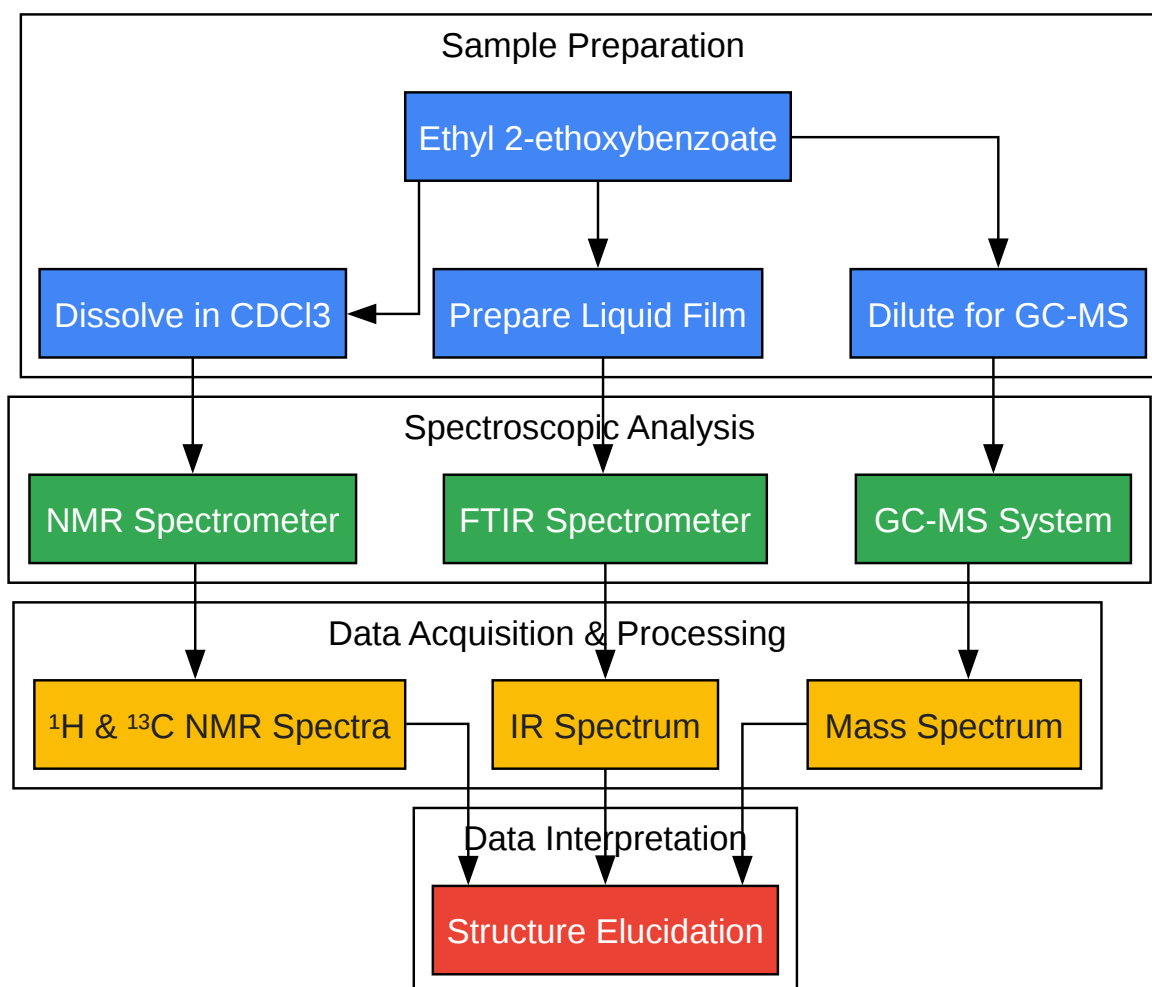 Sample Preparation
Ethyl 2-ethoxybenzoate
Dissolve in CDCl3
Prepare Liquid Film
Dilute for GC-MS
Spectroscopic Analysis
NMR Spectrometer
FTIR Spectrometer
GC-MS System
Data Acquisition & Processing
¹H & ¹³C NMR Spectra
IR Spectrum
Mass Spectrum
Data Interpretation
Structure Elucidation